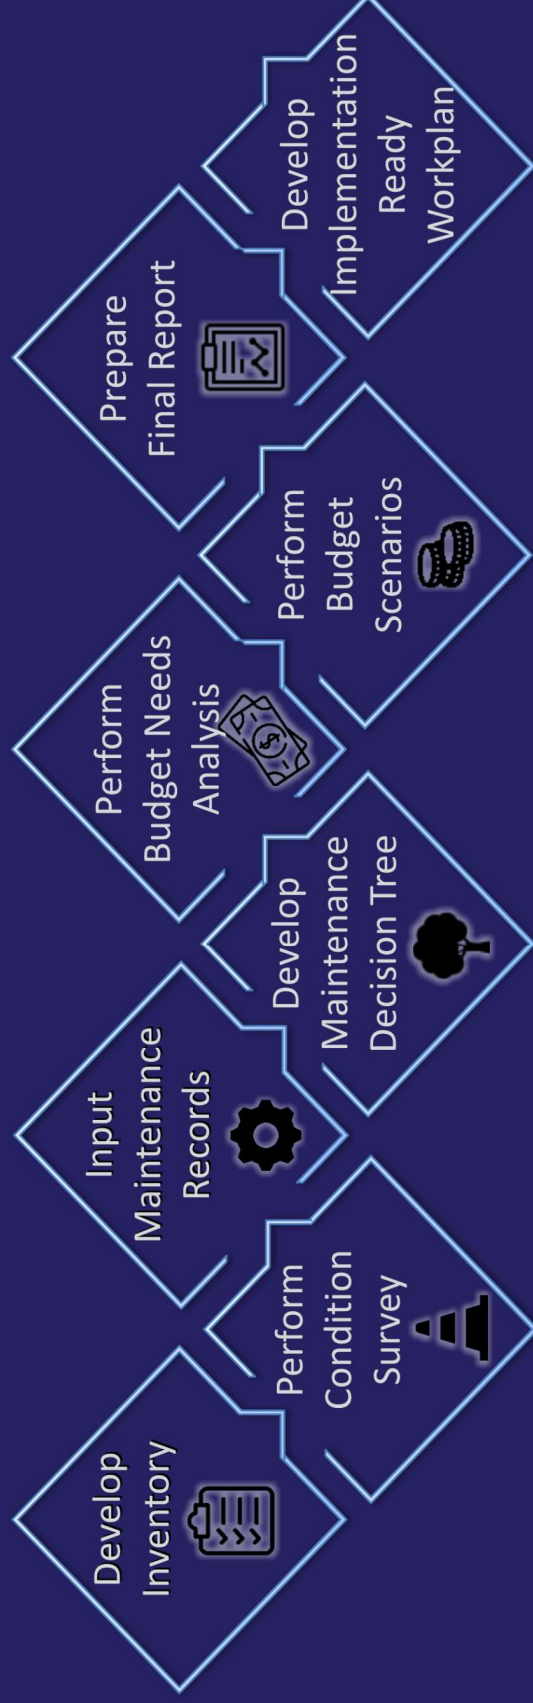 Develop
Inventory
Perform
Condition
Survey
Input
Maintenance
Records
Develop
Maintenance
Decision Tree
Perform
Budget Needs
Analysis
Perform
Budget
Scenarios
Prepare
Final Report
Develop
Implementation
Ready
Workplan